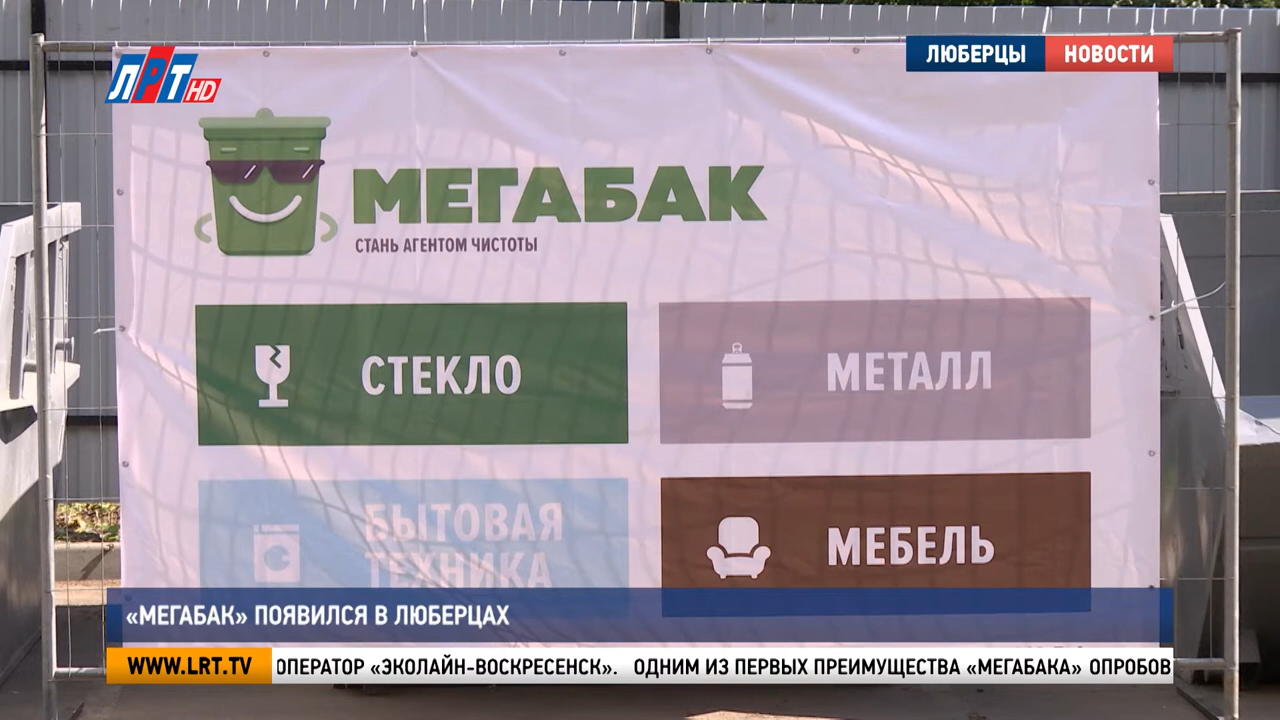 ЛРТ HD
ЛЮБЕРЦЫ НОВОСТИ
МЕГАБАК
СТАНЬ АГЕНТОМ ЧИСТОТЫ
СТЕКЛО
МЕТАЛЛ
БЫТОВАЯ
ТЕХНИКА
МЕБЕЛЬ
«МЕГАБАК» ПОЯВИЛСЯ В ЛЮБЕРЦАХ
WWW.LRT.TV
ОПЕРАТОР «ЭКОЛАЙН-ВОСКРЕСЕНСК». ОДНИМ ИЗ ПЕРВЫХ ПРЕИМУЩЕСТВА «МЕГАБАКА» ОПРОБОВ